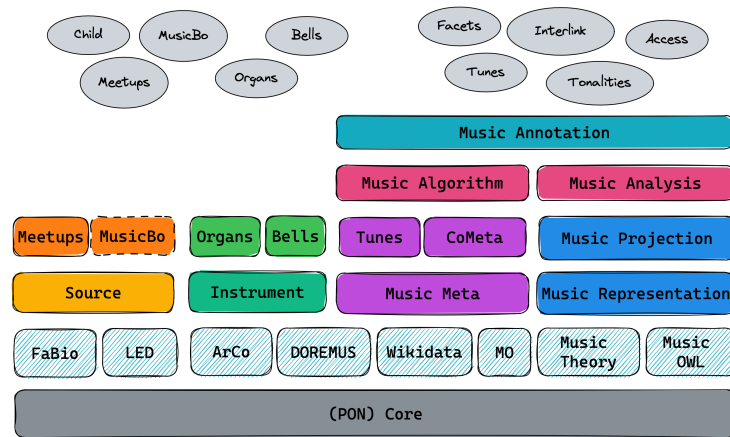 Child
MusicBo
Bells
Meetups
Organs
Facets
Interlink
Access
Tunes
Tonalities
Music Annotation
Music Algorithm
Music Analysis
Meetups
MusicBo
Organs
Bells
Tunes
CoMeta
Music Projection
Source
Instrument
Music Meta
Music Representation
FaBio
LED
ArCo
DOREMUS
Wikidata
MO
Music
Theory
Music
OWL
(PON) Core